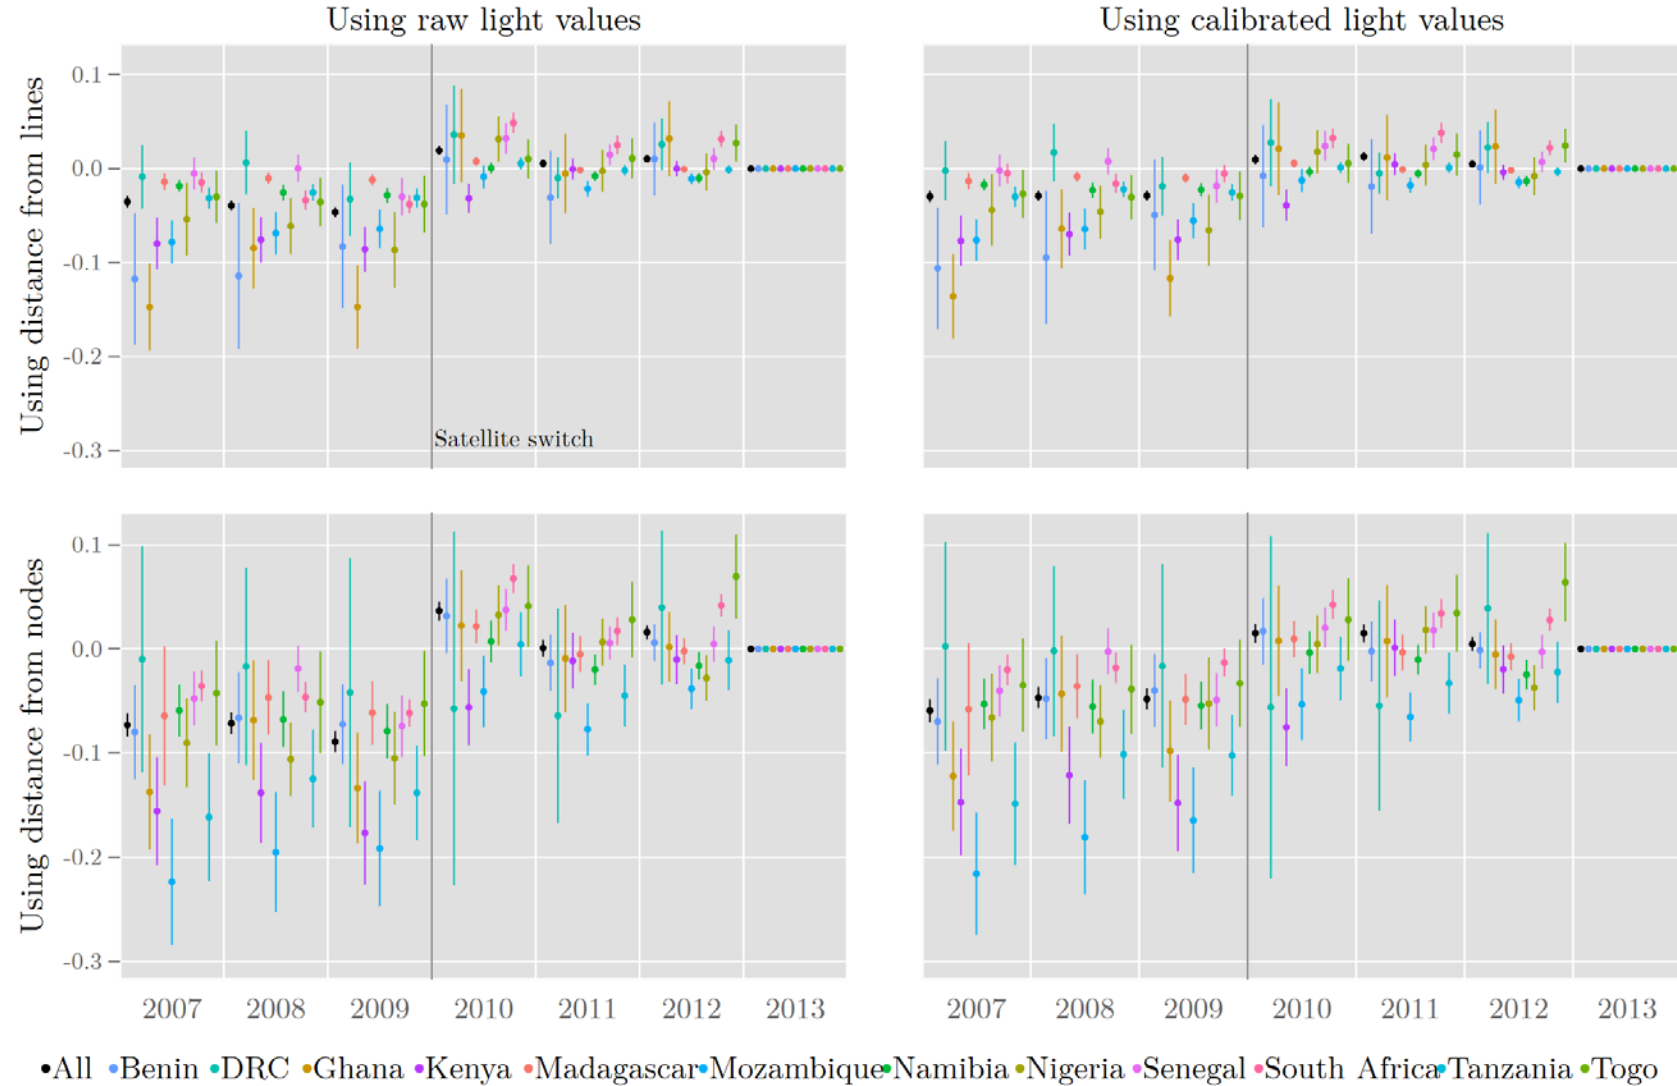 Using raw light values
Using calibrated light values
Using distance from lines
0.1
0.0
-0.1
-0.2
-0.3
Satellite switch
Using distance from nodes
0.1
0.0
-0.1
-0.2
-0.3
2007 2008 2009 2010 2011 2012 2013
2007 2008 2009 2010 2011 2012 2013
All Benin DRC Ghana Kenya Madagascar Mozambique Namibia Nigeria Senegal South Africa Tanzania Togo